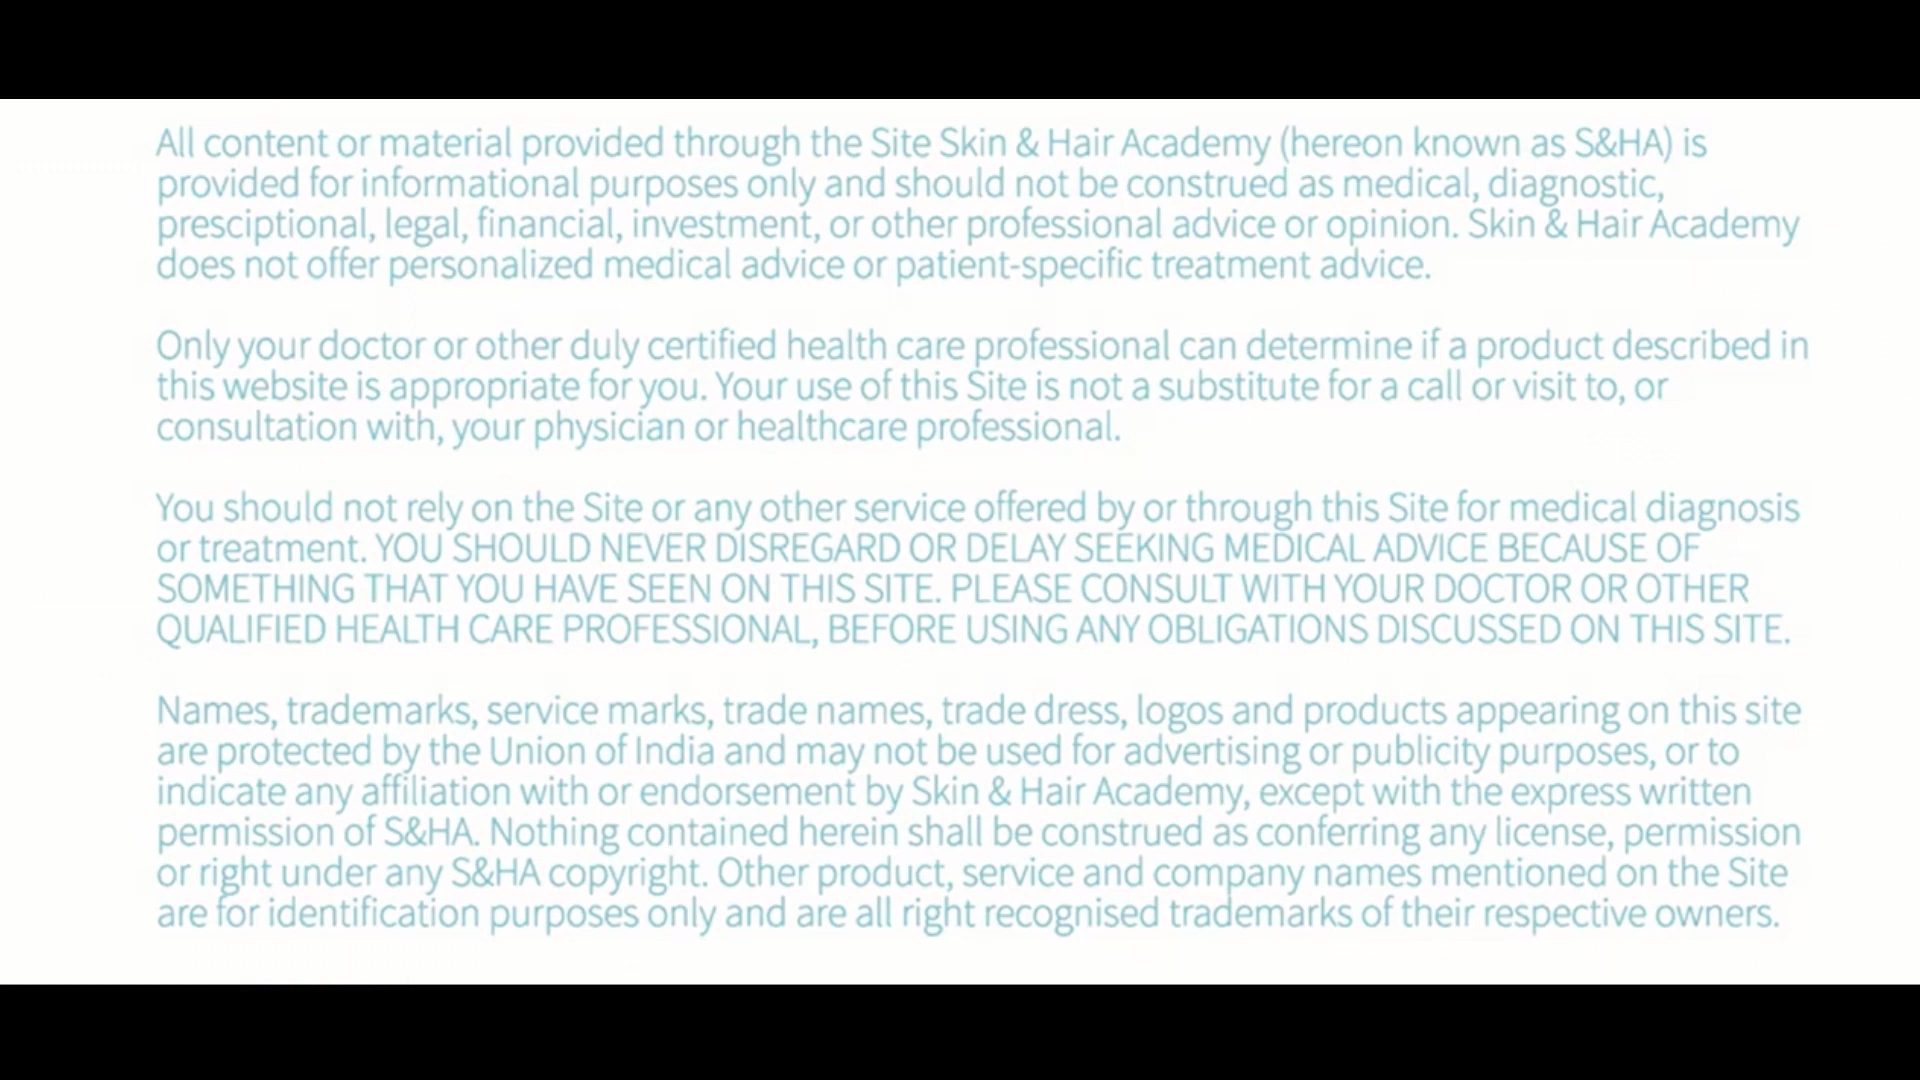 All content or material provided through the Site Skin & Hair Academy (hereon known as S&HA) is
provided for informational purposes only and should not be construed as medical, diagnostic,
presciptional, legal, financial, investment, or other professional advice or opinion. Skin & Hair Academy
does not offer personalized medical advice or patient-specific treatment advice.
Only your doctor or other duly certified health care professional can determine if a product described in
this website is appropriate for you. Your use of this Site is not a substitute for a call or visit to, or
consultation with, your physician or healthcare professional.
You should not rely on the Site or any other service offered by or through this Site for medical diagnosis
or treatment. YOU SHOULD NEVER DISREGARD OR DELAY SEEKING MEDICAL ADVICE BECAUSE OF
SOMETHING THAT YOU HAVE SEEN ON THIS SITE. PLEASE CONSULT WITH YOUR DOCTOR OR OTHER
QUALIFIED HEALTH CARE PROFESSIONAL, BEFORE USING ANY OBLIGATIONS DISCUSSED ON THIS SITE.
Names, trademarks, service marks, trade names, trade dress, logos and products appearing on this site
are protected by the Union of India and may not be used for advertising or publicity purposes, or to
indicate any affiliation with or endorsement by Skin & Hair Academy, except with the express written
permission of S&HA. Nothing contained herein shall be construed as conferring any license, permission
or right under any S&HA copyright. Other product, service and company names mentioned on the Site
are for identification purposes only and are all right recognised trademarks of their respective owners.